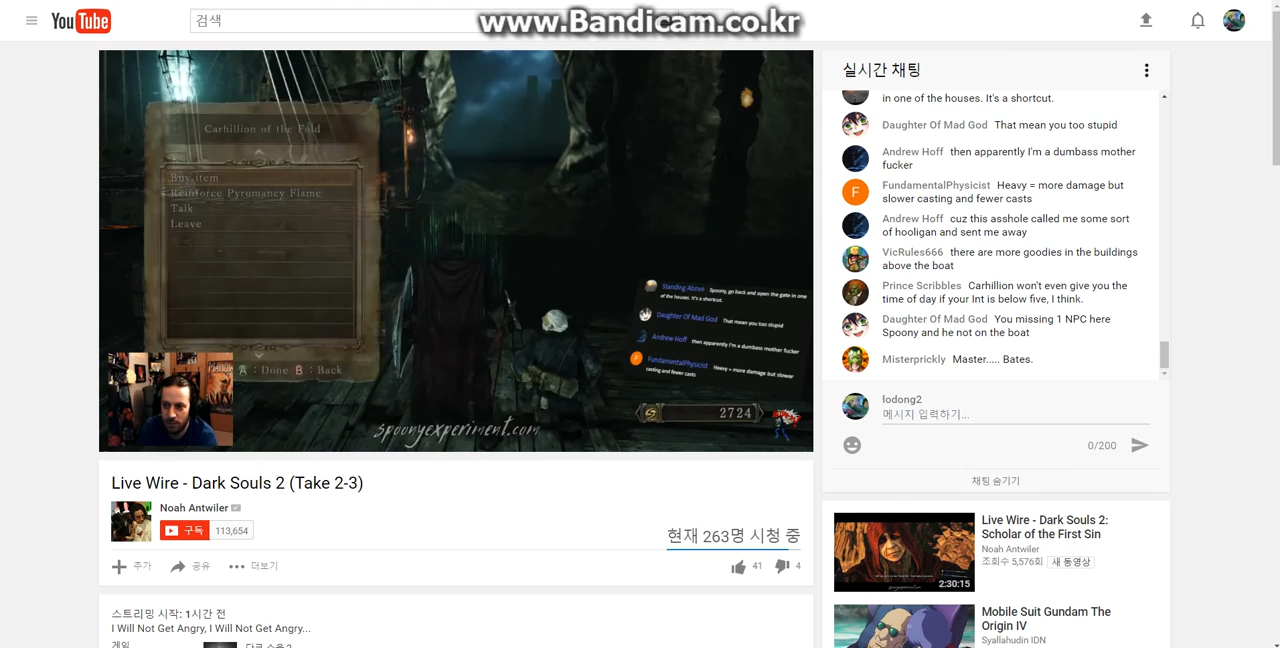 YouTube
검색
www.Bandicam.co.kr
Carhillion of the Fold
Buy item
Reinforce Pyromancy Flame
Talk
Leave
A : Done B : Back
Standing Above Spoony, go back and open the gate in one
of the houses. It's a shortcut.
Daughter Of Mad God That mean you too stupid
Andrew Hoff then apparently I'm a dumbass mother fucker
FundamentalPhysicist Heavy = more damage but slower
casting and fewer casts
2724
spoonyexperiment.com
실시간 채팅
in one of the houses. It's a shortcut.
Daughter Of Mad God That mean you too stupid
Andrew Hoff then apparently I'm a dumbass mother
fucker
F
FundamentalPhysicist Heavy = more damage but
slower casting and fewer casts
Andrew Hoff cuz this asshole called me some sort
of hooligan and sent me away
VicRules666 there are more goodies in the buildings
above the boat
Prince Scribbles Carhillion won't even give you the
time of day if your Int is below five, I think.
Daughter Of Mad God You missing 1 NPC here
Spoony and he not on the boat
Misterprickly Master..... Bates.
lodong2
메시지 입력하기...
0/200
채팅 숨기기
Live Wire - Dark Souls 2 (Take 2-3)
Noah Antwiler
구독 113,654
현재 263명 시청 중
추가 공유 더보기
41 4
스트리밍 시작: 1시간 전
I Will Not Get Angry, I Will Not Get Angry...
게임
다크 소울 2
Live Wire - Dark Souls 2:
Scholar of the First Sin
Noah Antwiler
조회수 5,576회 새 동영상
2:30:15
Mobile Suit Gundam The
Origin IV
Syallahudin IDN